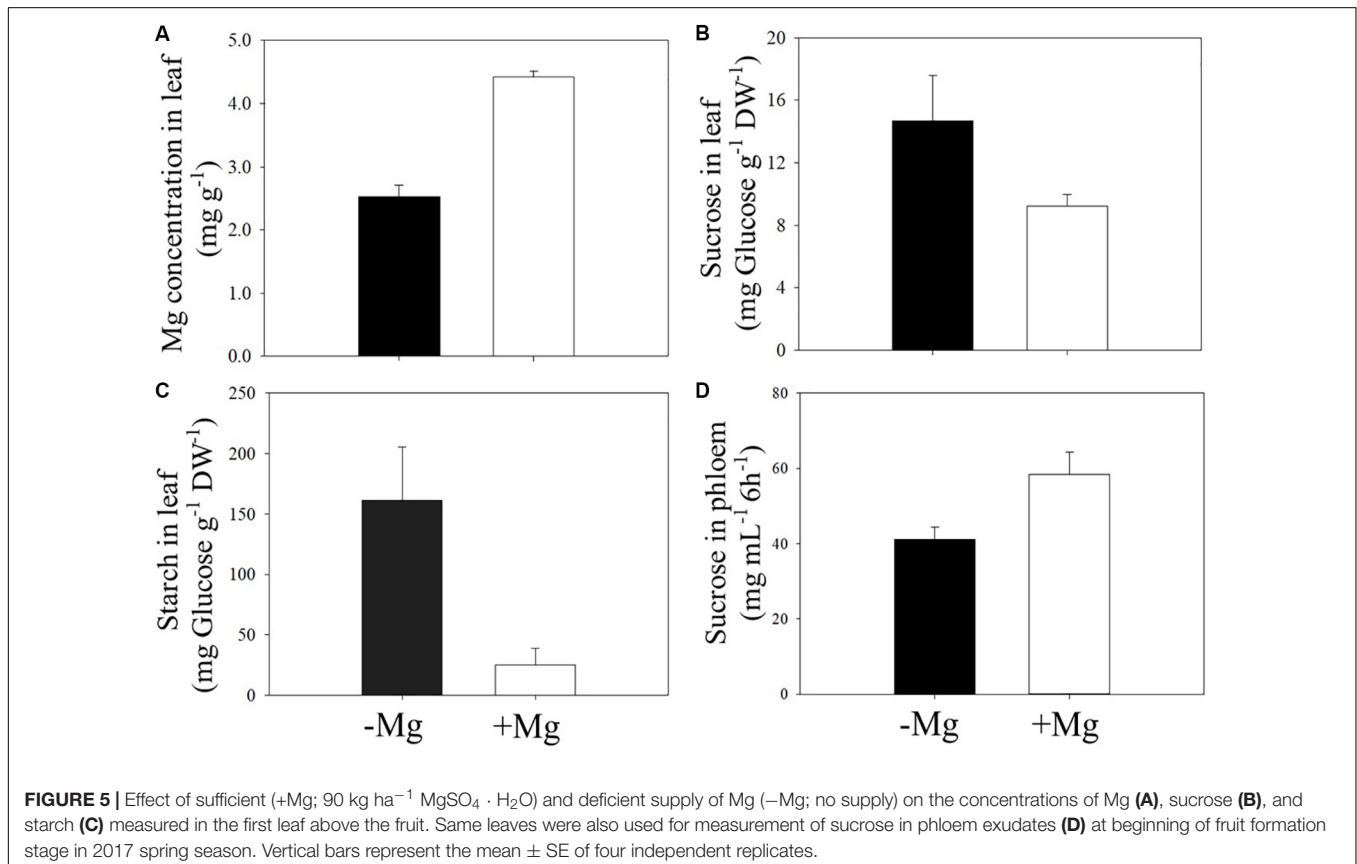 A
5.0
4.0
3.0
2.0
1.0
0.0
Mg concentration in leaf
(mg g⁻¹)
B
20
16
12
8
4
0
Sucrose in leaf
(mg Glucose g⁻¹ DW⁻¹)
C
250
200
150
100
50
0
Starch in leaf
(mg Glucose g⁻¹ DW⁻¹)
-Mg +Mg
D
80
60
40
20
0
Sucrose in phloem
(mg mL⁻¹ 6h⁻¹)
-Mg +Mg
FIGURE 5 | Effect of sufficient (+Mg; 90 kg ha⁻¹ MgSO₄ · H₂O) and deficient supply of Mg (−Mg; no supply) on the concentrations of Mg (A), sucrose (B), and
starch (C) measured in the first leaf above the fruit. Same leaves were also used for measurement of sucrose in phloem exudates (D) at beginning of fruit formation
stage in 2017 spring season. Vertical bars represent the mean ± SE of four independent replicates.